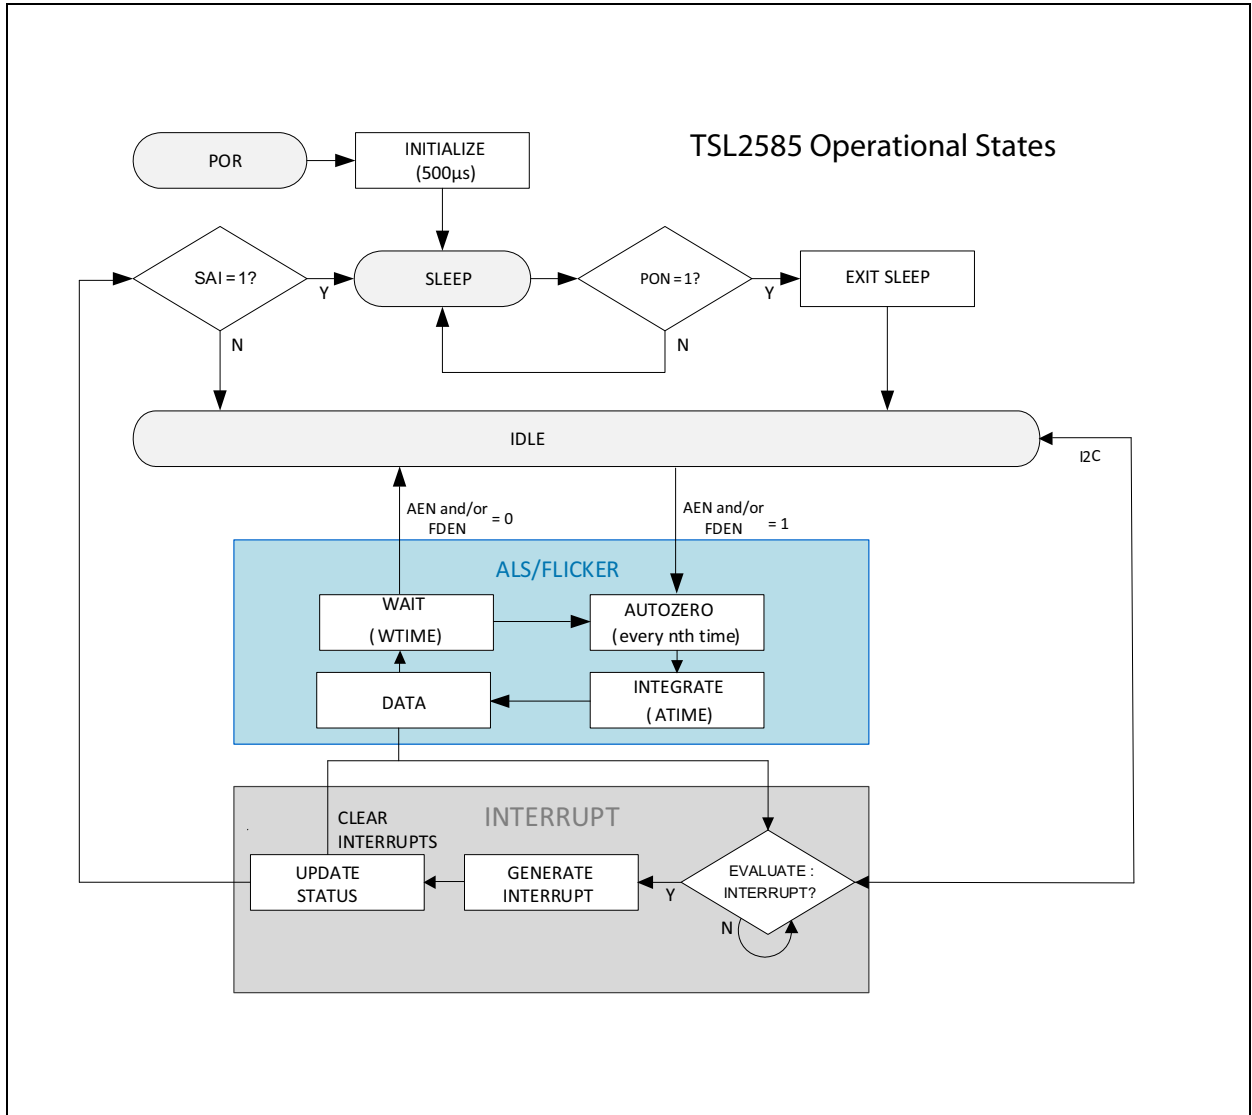 TSL2585 Operational States
POR
INITIALIZE
(500µs)
SAI = 1?
Y
N
SLEEP
PON = 1?
Y
N
EXIT SLEEP
IDLE
I2C
AEN and/or
FDEN = 0
AEN and/or
FDEN = 1
ALS/FLICKER
WAIT
( WTIME)
AUTOZERO
(every nth time)
DATA
INTEGRATE
( ATIME)
CLEAR
INTERRUPTS
INTERRUPT
UPDATE
STATUS
GENERATE
INTERRUPT
Y
EVALUATE :
INTERRUPT?
N